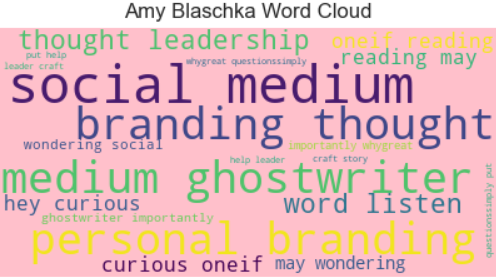 Amy Blaschka Word Cloud
thought leadership oneif reading
put help
leader craft
whygreat questionssimply
reading may
social medium
branding thought
wondering social
importantly whygreat
help leader
craft story
medium ghostwriter
hey curious
word listen
ghostwriter importantly
personal branding
questionssimply put
curious oneif
may wondering